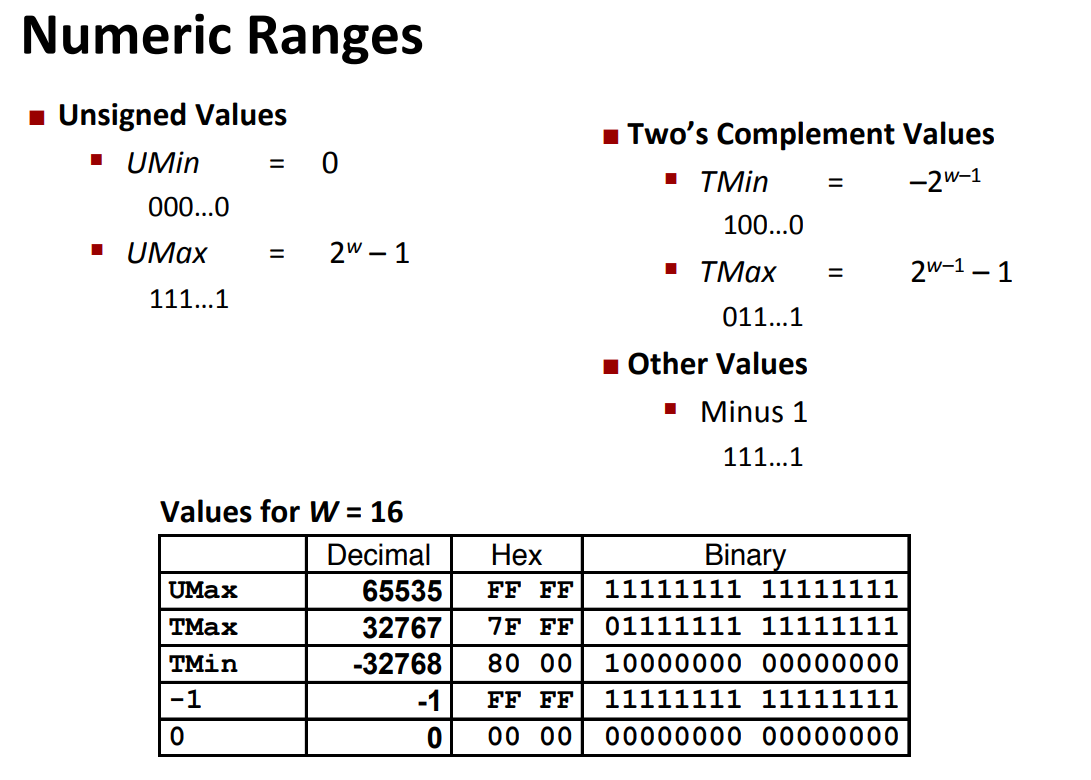 Numeric Ranges
■ Unsigned Values
▪ UMin = 0
000…0
▪ UMax = 2ʷ – 1
111…1
■ Two’s Complement Values
▪ TMin = –2ʷ⁻¹
100…0
▪ TMax = 2ʷ⁻¹ – 1
011…1
■ Other Values
▪ Minus 1
111…1
Values for W = 16
Decimal Hex Binary
UMax 65535 FF FF 11111111 11111111
TMax 32767 7F FF 01111111 11111111
TMin -32768 80 00 10000000 00000000
-1 -1 FF FF 11111111 11111111
0 0 00 00 00000000 00000000